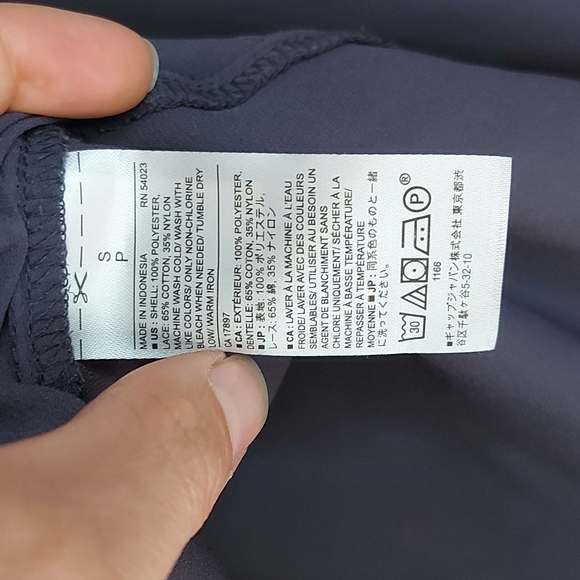 S
P
MADE IN INDONESIA RN 54023
■ US : SHELL: 100% POLYESTER,
LACE: 65% COTTON, 35% NYLON
MACHINE WASH COLD/ WASH WITH
LIKE COLORS/ ONLY NON-CHLORINE
BLEACH WHEN NEEDED/ TUMBLE DRY
LOW/ WARM IRON
CA 17897
■ CA : EXTÉRIEUR: 100% POLYESTER,
DENTELLE: 65% COTON, 35% NYLON
■ JP : 表地: 100% ポリエステル,
レース: 65% 綿, 35% ナイロン
■ CA : LAVER À LA MACHINE À L'EAU
FROIDE/ LAVER AVEC DES COULEURS
SEMBLABLES/ UTILISER AU BESOIN UN
AGENT DE BLANCHIMENT SANS
CHLORE UNIQUEMENT/ SÉCHER À LA
MACHINE À BASSE TEMPÉRATURE/
REPASSER À TEMPÉRATURE
MOYENNE ■ JP : 同系色のものと一緒
に洗ってください。
30 P ®
1166
■ ギャップジャパン株式会社 東京都渋
谷区千駄ケ谷5-32-10